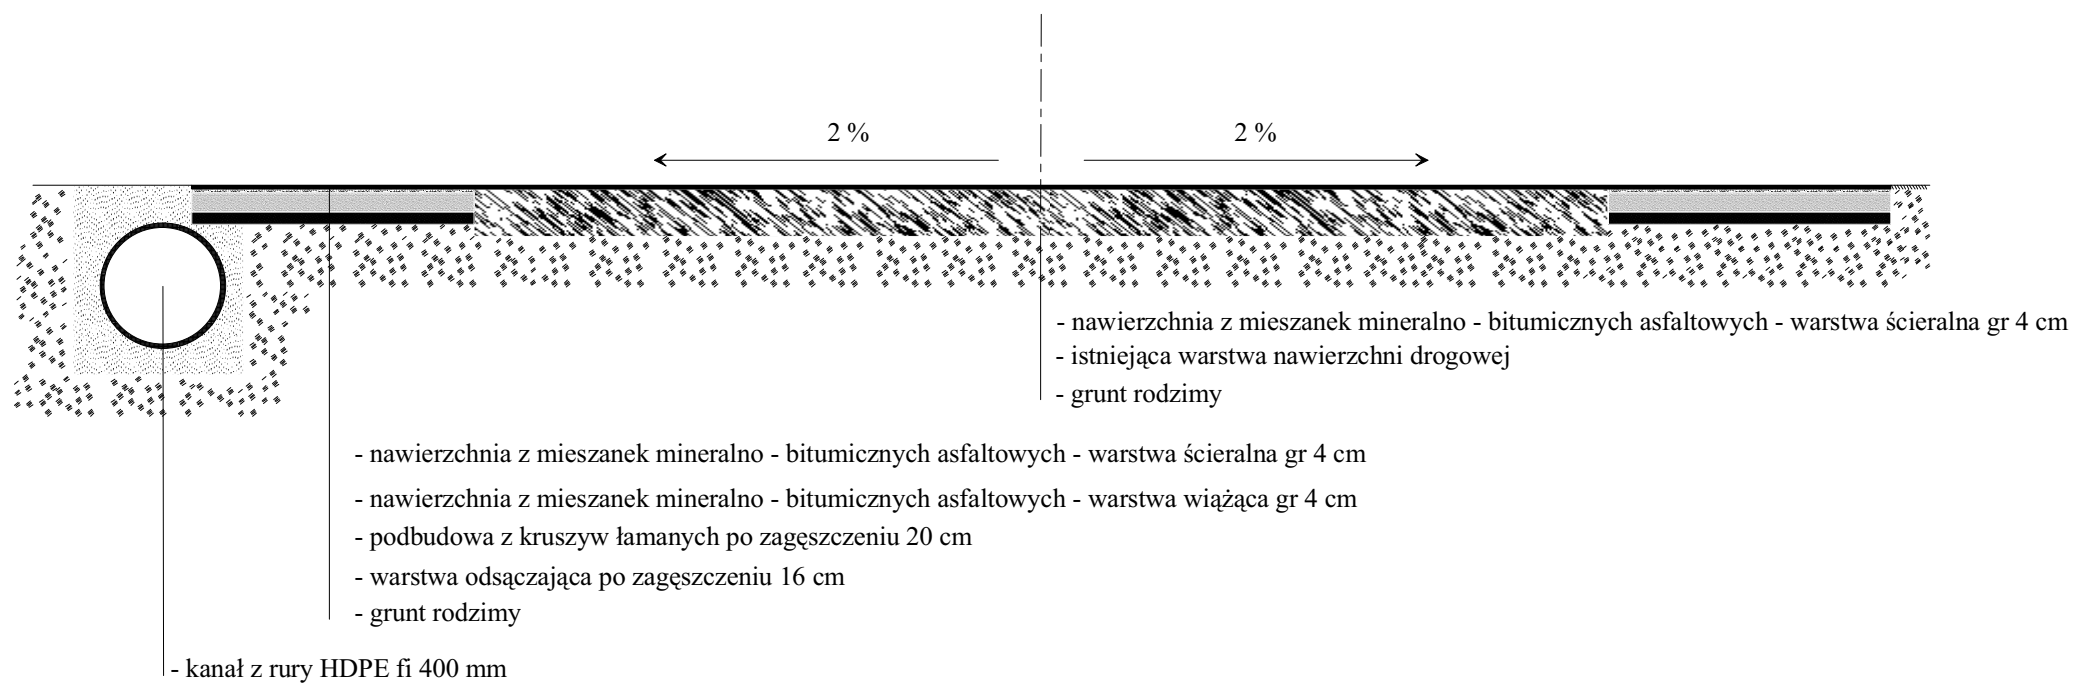 2 %
2 %
- nawierzchnia z mieszanek mineralno - bitumicznych asfaltowych - warstwa ścieralna gr 4 cm
- istniejąca warstwa nawierzchni drogowej
- grunt rodzimy
- nawierzchnia z mieszanek mineralno - bitumicznych asfaltowych - warstwa ścieralna gr 4 cm
- nawierzchnia z mieszanek mineralno - bitumicznych asfaltowych - warstwa wiążąca gr 4 cm
- podbudowa z kruszyw łamanych po zagęszczeniu 20 cm
- warstwa odsączająca po zagęszczeniu 16 cm
- grunt rodzimy
- kanał z rury HDPE fi 400 mm